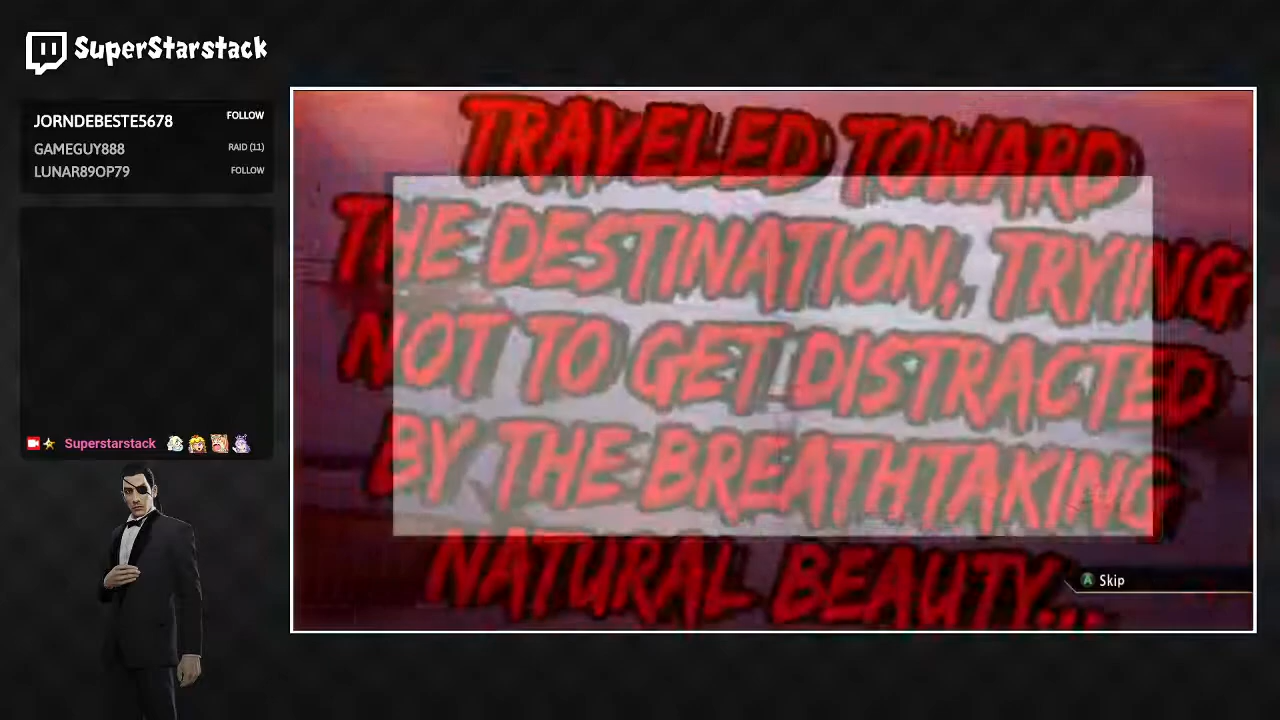 SuperStarstack
JORNDEBESTE5678 FOLLOW
GAMEGUY888 RAID (11)
LUNAR89OP79 FOLLOW
Superstarstack
TRAVELED TOWARD
THE DESTINATION, TRYING
NOT TO GET DISTRACTED
BY THE BREATHTAKING
NATURAL BEAUTY...
A Skip